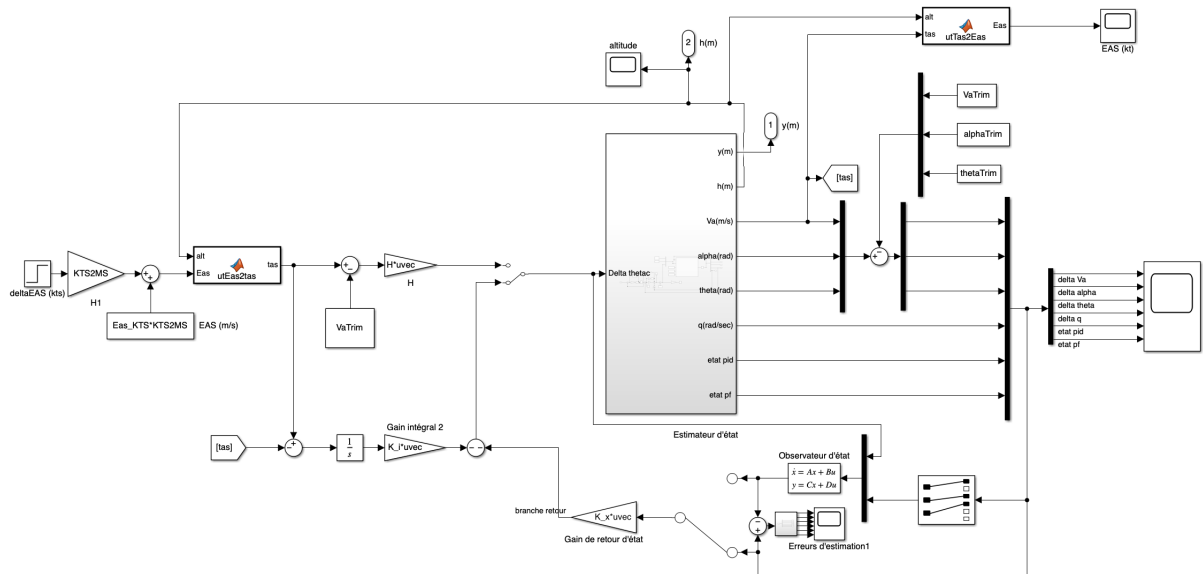 alt
tas
Eas
utTas2Eas
EAS (kt)
altitude
2
h(m)
VaTrim
alphaTrim
thetaTrim
1
y(m)
y(m)
h(m)
[tas]
Va(m/s)
alpha(rad)
theta(rad)
q(rad/sec)
etat pid
etat pf
Delta thetac
deltaEAS (kts)
KTS2MS
H1
Eas_KTS*KTS2MS
EAS (m/s)
alt
Eas
tas
utEas2tas
VaTrim
H*uvec
H
delta Va
delta alpha
delta theta
delta q
etat pid
etat pf
[tas]
1
s
Gain intégral 2
K_i*uvec
Estimateur d'état
Observateur d'état
ẋ = Ax + Bu
y = Cx + Du
branche retour
K_x*uvec
Gain de retour d'état
Erreurs d'estimation1